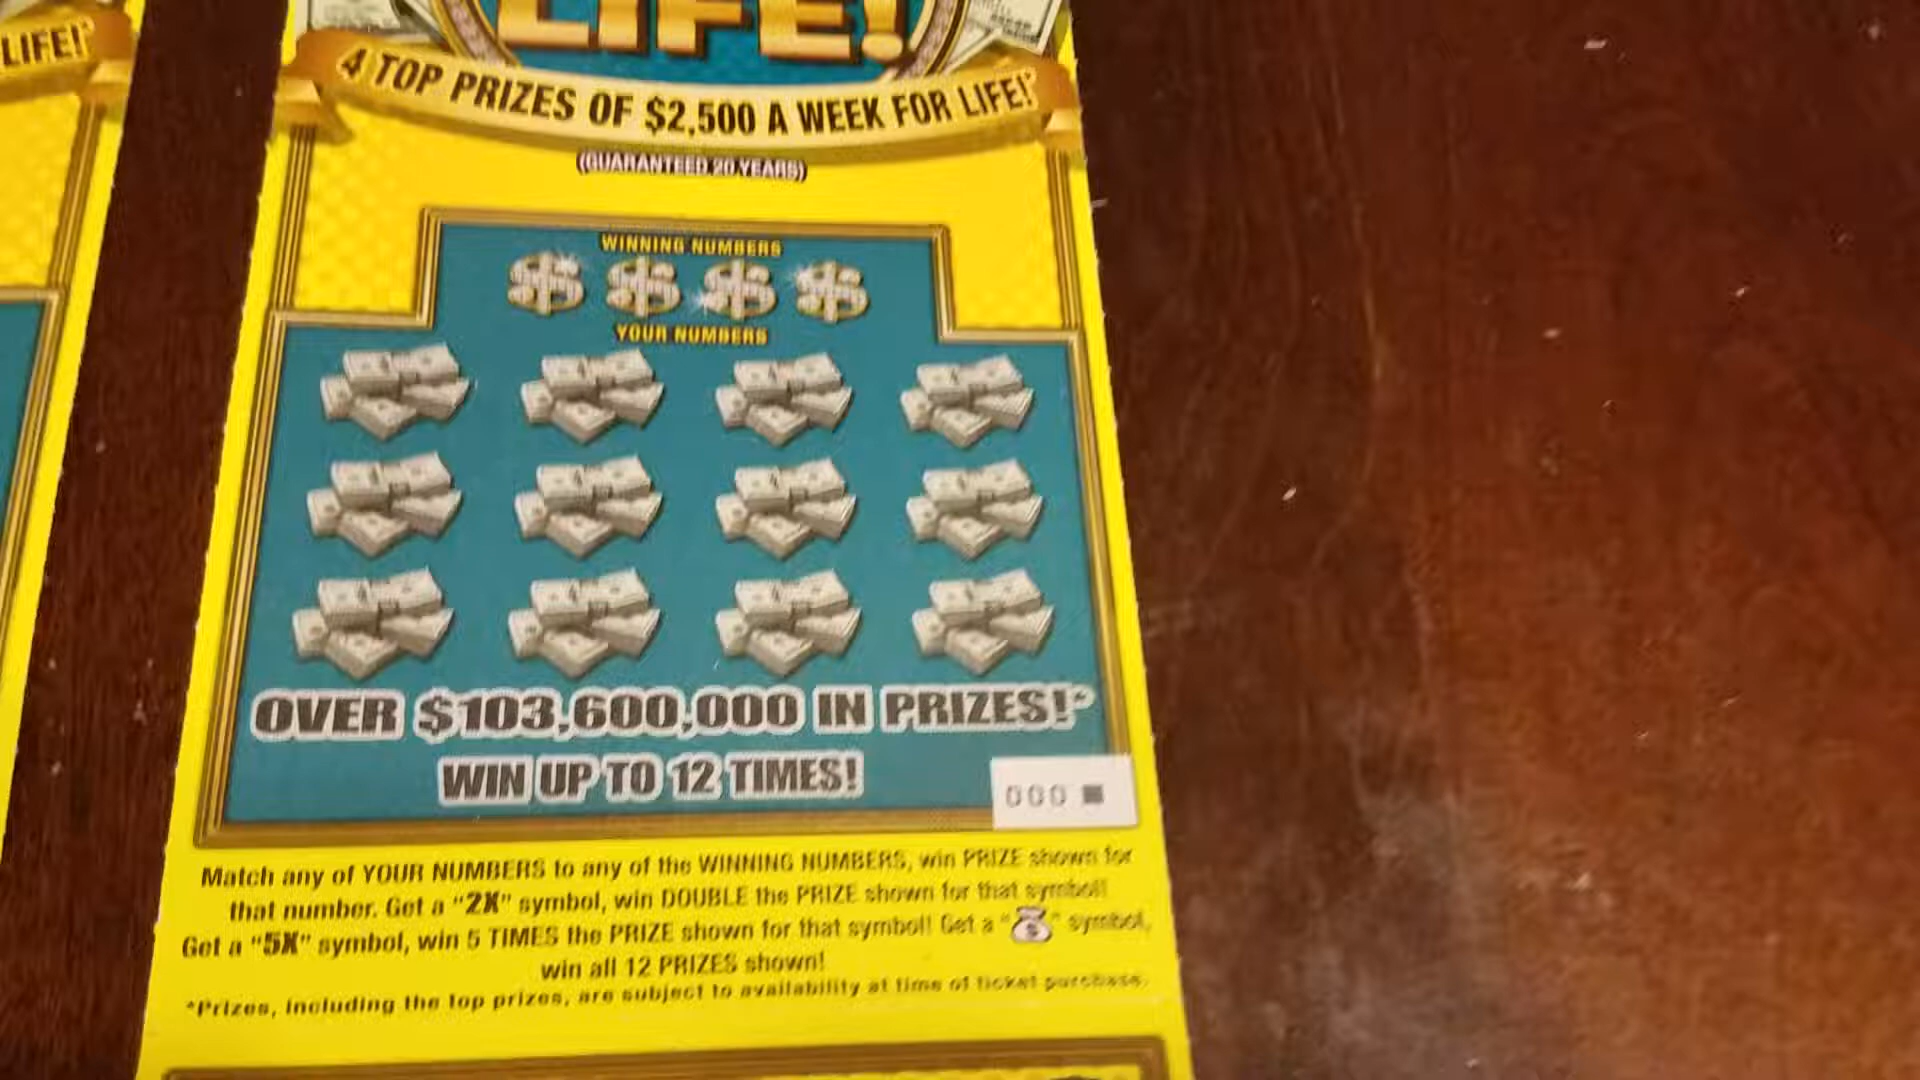 LIFE!
LIFE!
4 TOP PRIZES OF $2,500 A WEEK FOR LIFE!*
(GUARANTEED 20 YEARS)
WINNING NUMBERS
$ $ $ $
YOUR NUMBERS
OVER $103,600,000 IN PRIZES!*
WIN UP TO 12 TIMES!
000
Match any of YOUR NUMBERS to any of the WINNING NUMBERS, win PRIZE shown for
that number. Get a "2X" symbol, win DOUBLE the PRIZE shown for that symbol!
Get a "5X" symbol, win 5 TIMES the PRIZE shown for that symbol! Get a " " symbol,
win all 12 PRIZES shown!
*Prizes, including the top prizes, are subject to availability at time of ticket purchase.